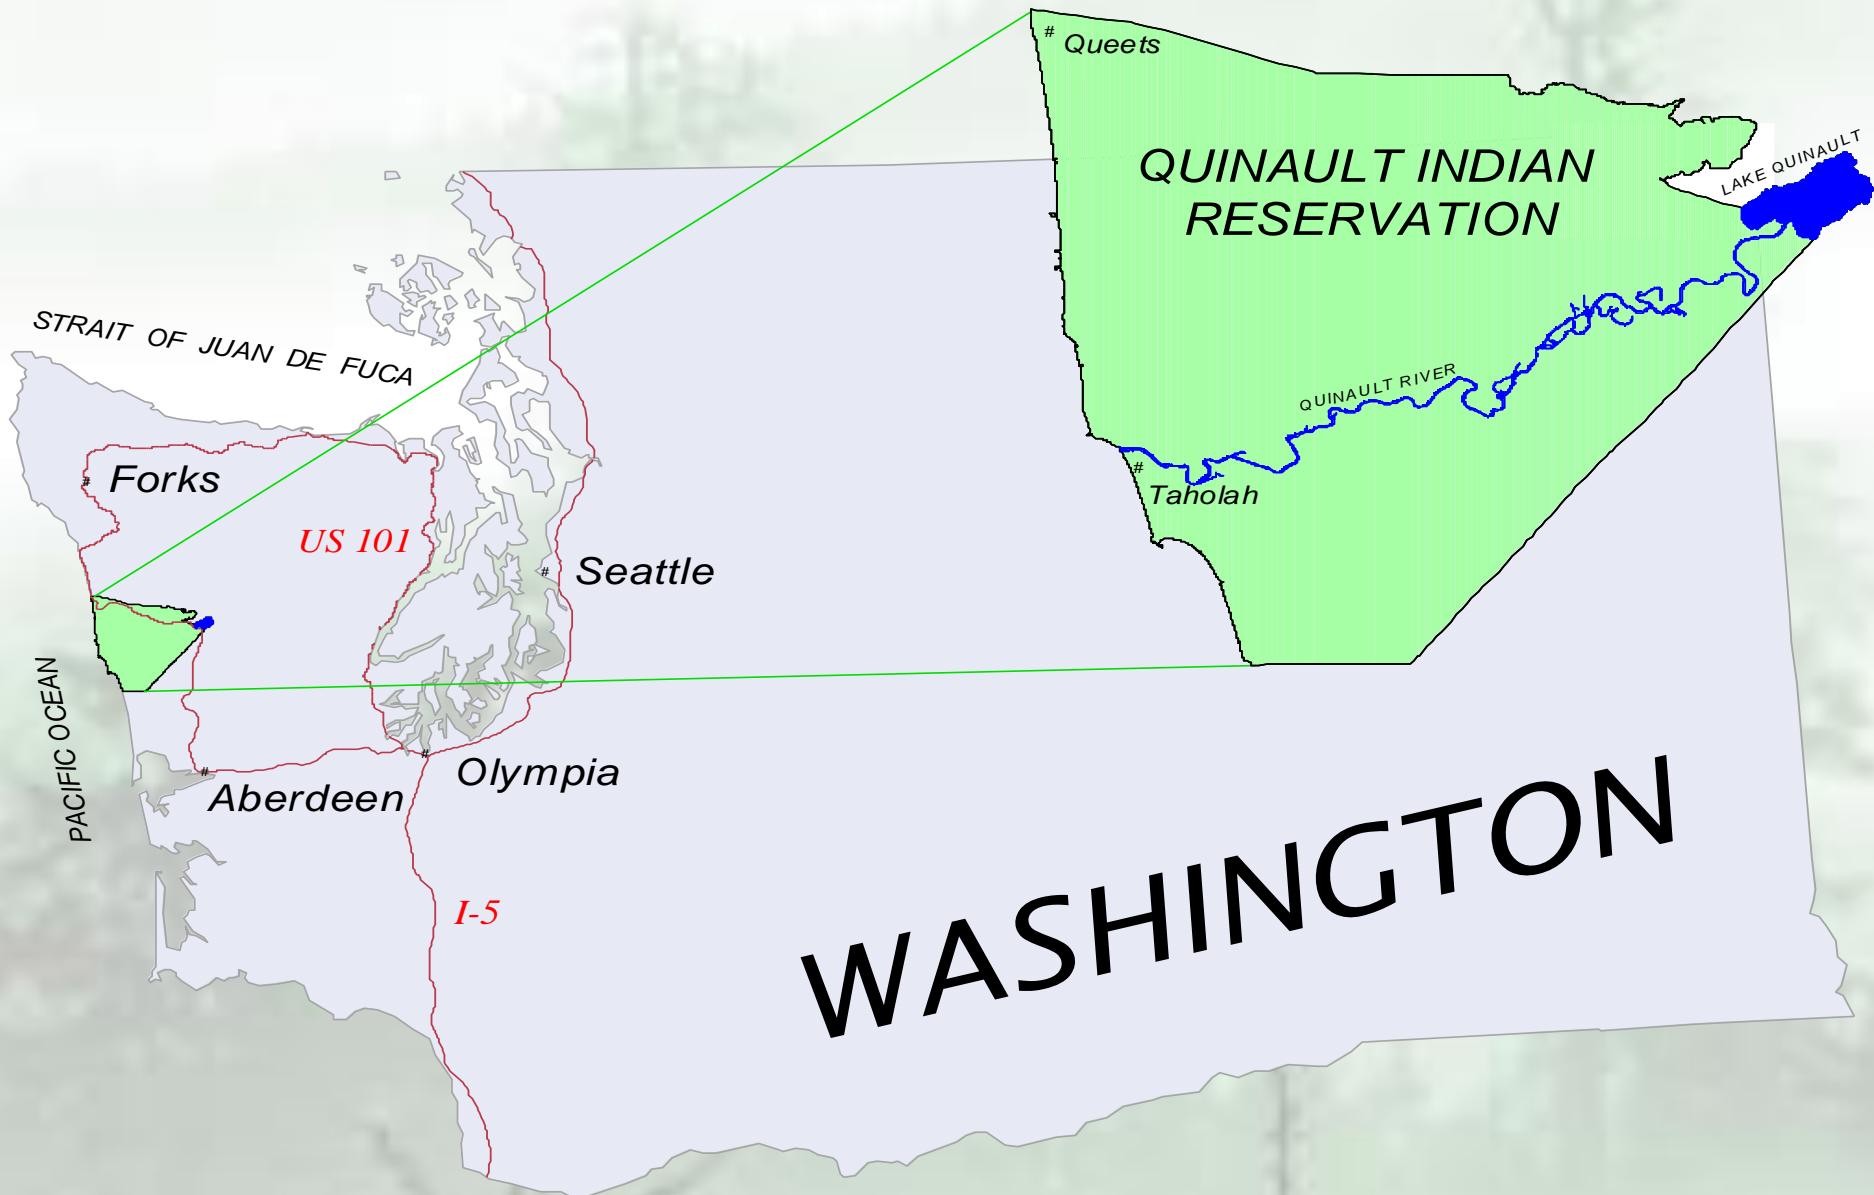 #
Queets
QUINAULT INDIAN
RESERVATION
LAKE QUINAULT
QUINAULT RIVER
#
Taholah
STRAIT OF JUAN DE FUCA
#
Forks
US 101
#
Seattle
PACIFIC OCEAN
#
Olympia
#
Aberdeen
I-5
WASHINGTON